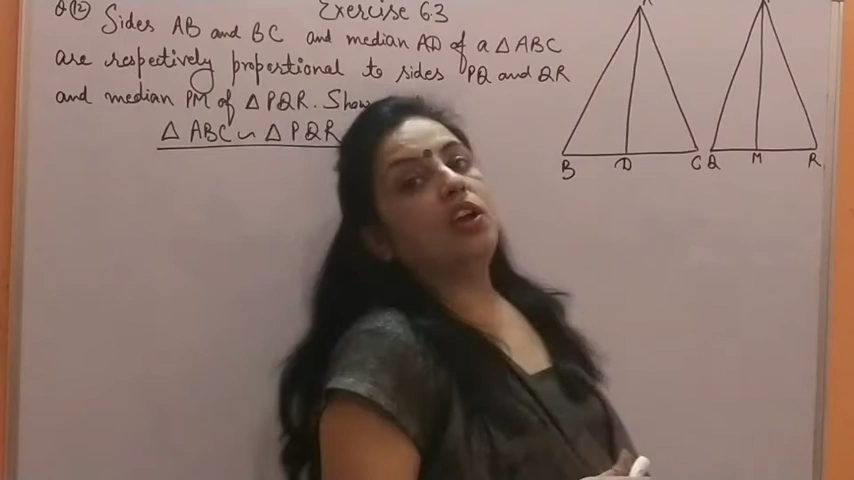 Exercise 6.3
Q⑫ Sides AB and BC and median AD of a △ABC
are respectively proportional to sides PQ and QR
and median PM of △PQR. Show
△ABC ~ △PQR
B D C Q M R